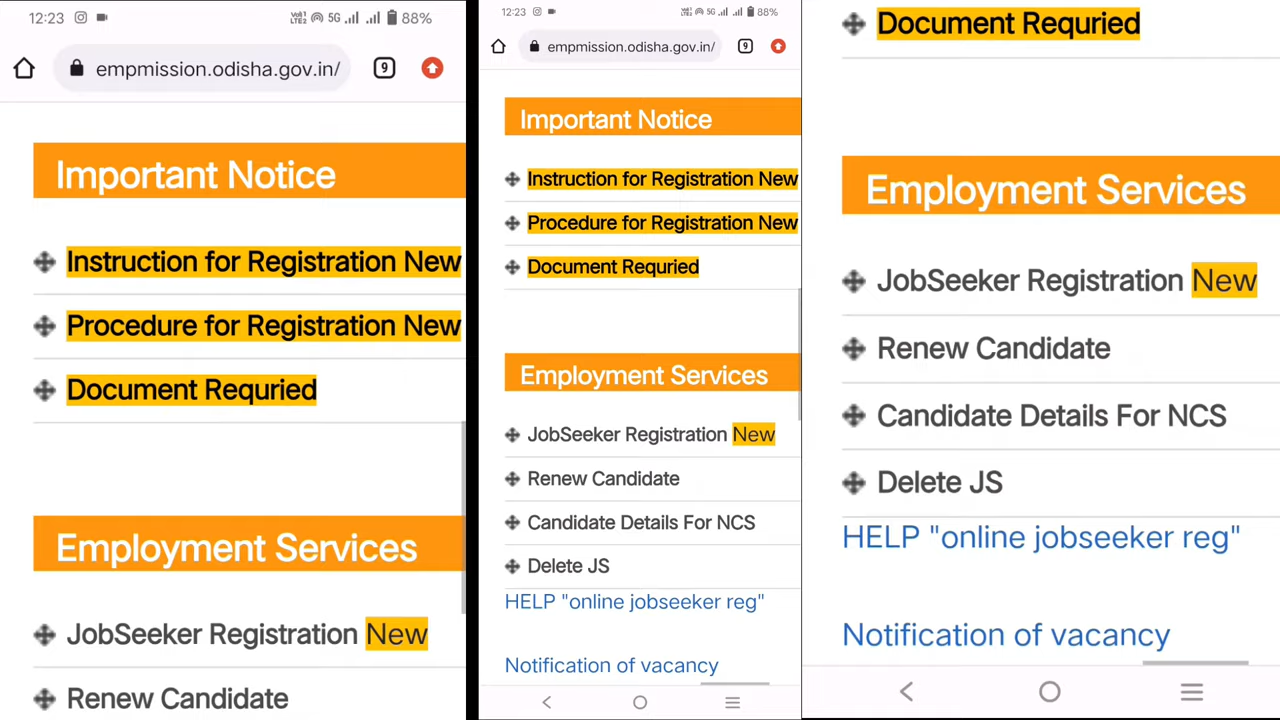 12:23
5G
88%
empmission.odisha.gov.in/
9
Important Notice
Instruction for Registration New
Procedure for Registration New
Document Requried
Employment Services
JobSeeker Registration New
Renew Candidate
12:23
5G
88%
empmission.odisha.gov.in/
9
Important Notice
Instruction for Registration New
Procedure for Registration New
Document Requried
Employment Services
JobSeeker Registration New
Renew Candidate
Candidate Details For NCS
Delete JS
HELP "online jobseeker reg"
Notification of vacancy
Document Requried
Employment Services
JobSeeker Registration New
Renew Candidate
Candidate Details For NCS
Delete JS
HELP "online jobseeker reg"
Notification of vacancy